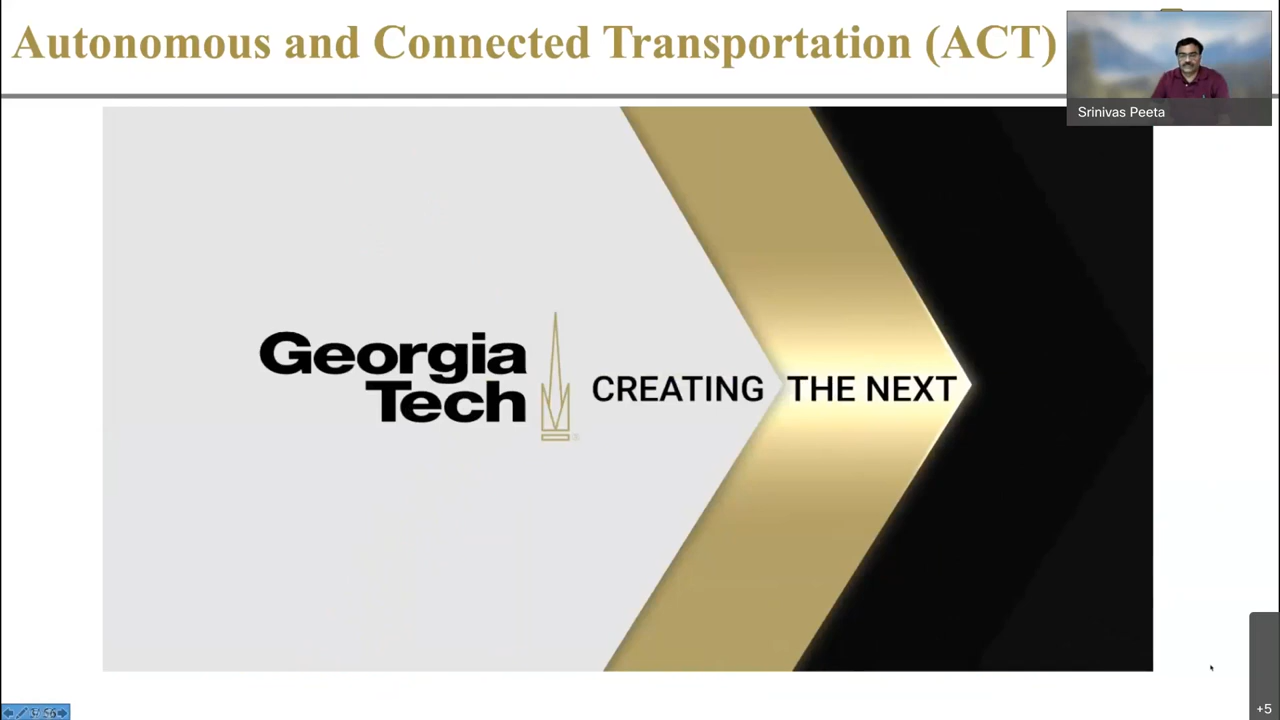 Autonomous and Connected Transportation (ACT)
Srinivas Peeta
Georgia
Tech
CREATING THE NEXT
+5